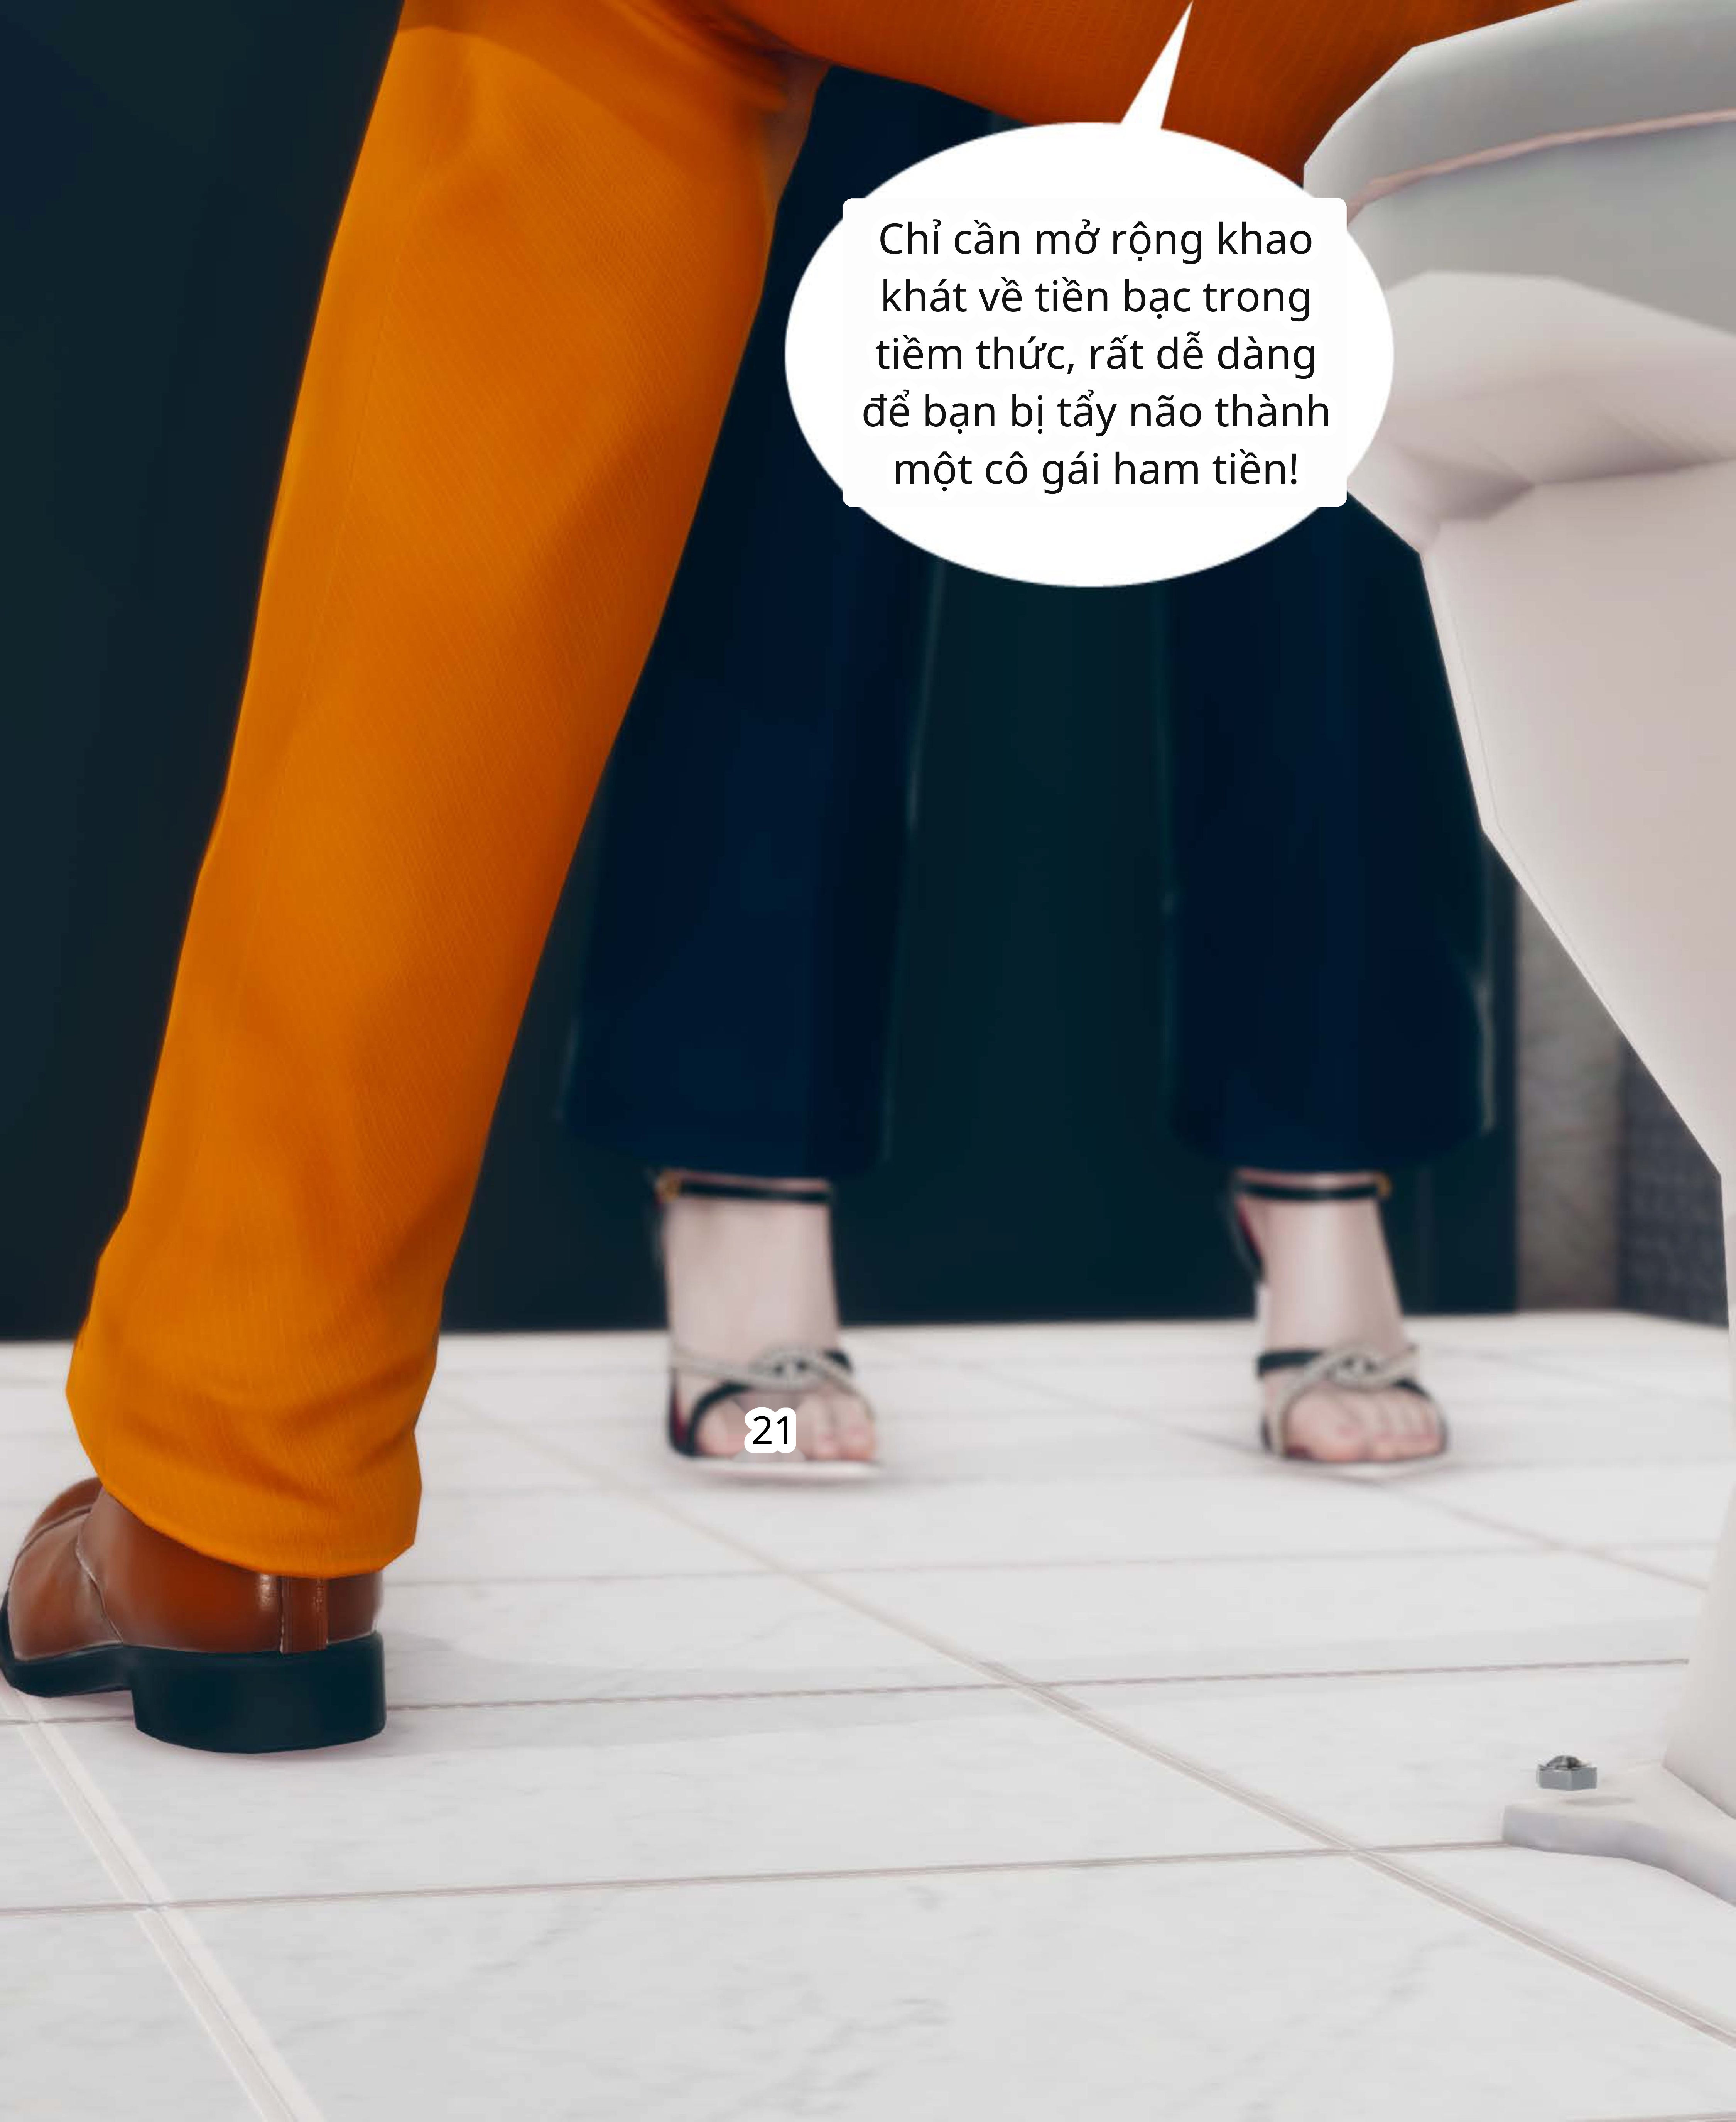 Chỉ cần mở rộng khao
khát về tiền bạc trong
tiềm thức, rất dễ dàng
để bạn bị tẩy não thành
một cô gái ham tiền!
21